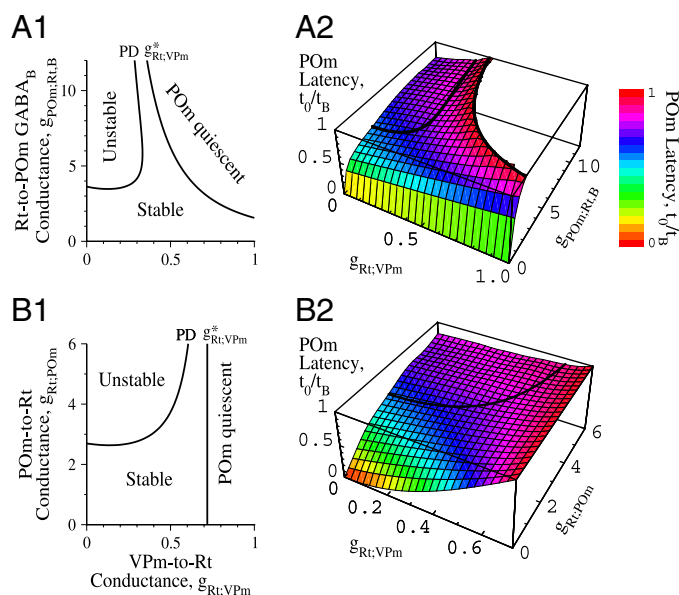 A1
PD g*Rt;VPm
Rt-to-POm GABAB
Conductance, gPOm;Rt,B
10
5
0
Unstable
Stable
POm quiescent
0 0.5 1
A2
POm
Latency,
t0/tB
1
0.5
0
0
0.5
1.0
gRt;VPm
0
5
10
gPOm;Rt,B
1
0
POm Latency, t0/tB
B1
PD g*Rt;VPm
POm-to-Rt
Conductance, gRt;POm
6
4
2
0
Unstable
Stable
POm quiescent
0 0.5 1
VPm-to-Rt
Conductance, gRt;VPm
B2
POm
Latency,
t0/tB
1
0.5
0
0
0.2
0.4
0.6
gRt;VPm
0
2
4
6
gRt;POm